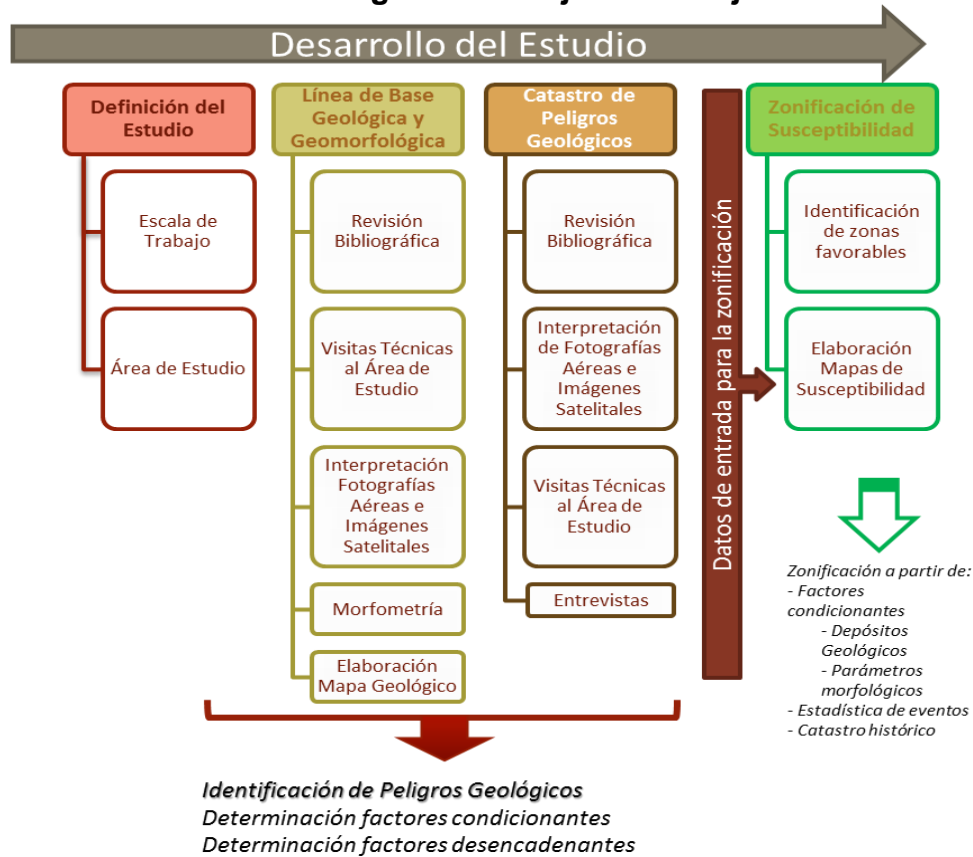 Desarrollo del Estudio
Definición del
Estudio
Escala de
Trabajo
Área de Estudio
Línea de Base
Geológica y
Geomorfológica
Revisión
Bibliográfica
Visitas Técnicas
al Área de
Estudio
Interpretación
Fotografías
Aéreas e
Imágenes
Satelitales
Morfometría
Elaboración
Mapa Geológico
Catastro de
Peligros
Geológicos
Revisión
Bibliográfica
Interpretación
de Fotografías
Aéreas e
Imágenes
Satelitales
Visitas Técnicas
al Área de
Estudio
Entrevistas
Datos de entrada para la zonificación
Zonificación de
Susceptibilidad
Identificación
de zonas
favorables
Elaboración
Mapas de
Susceptibilidad
Zonificación a partir de:
- Factores
condicionantes
- Depósitos
Geológicos
- Parámetros
morfológicos
- Estadística de eventos
- Catastro histórico
Identificación de Peligros Geológicos
Determinación factores condicionantes
Determinación factores desencadenantes